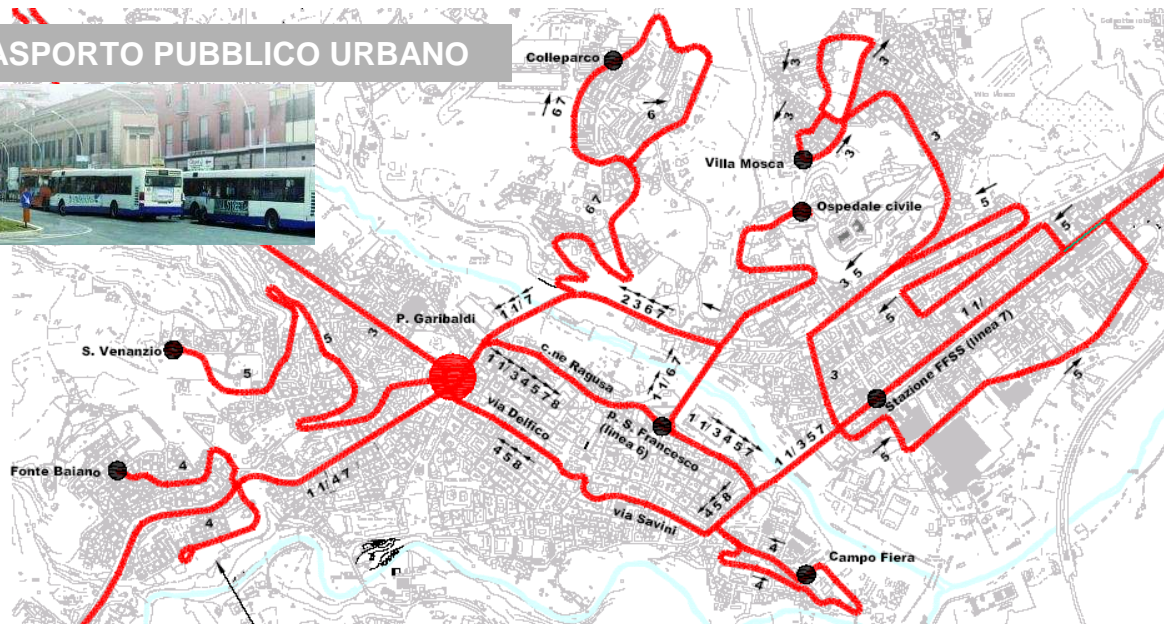 ASPORTO PUBBLICO URBANO
Colleparco
6 7
6
6 7
3
3
3
3
3
Villa Mosca
Ospedale civile
5
5
3 5
5
5
5
3
1 1/
Stazione FFSS (linea 7)
2 3 6 7
1 1/ 7
P. Garibaldi
3
5
S. Venanzio
5
c.ne Ragusa
1 1/ 3 4 5 7 8
via Delfico
4 5 8
1 1/ 6 7
p. S. Francesco
(linea 6)
1 1/ 3 4 5 7
1 1/ 3 5 7
4 5 8
Fonte Baiano
4
4
1 1/ 4 7
via Savini
4
4
Campo Fiera